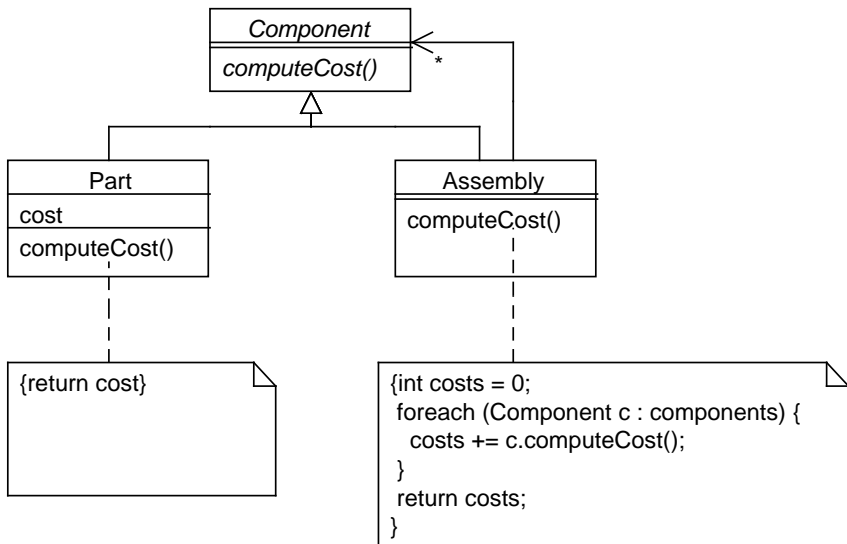 Component
computeCost()
*
Part
cost
computeCost()
Assembly
computeCost()
{return cost}
{int costs = 0;
foreach (Component c : components) {
costs += c.computeCost();
}
return costs;
}